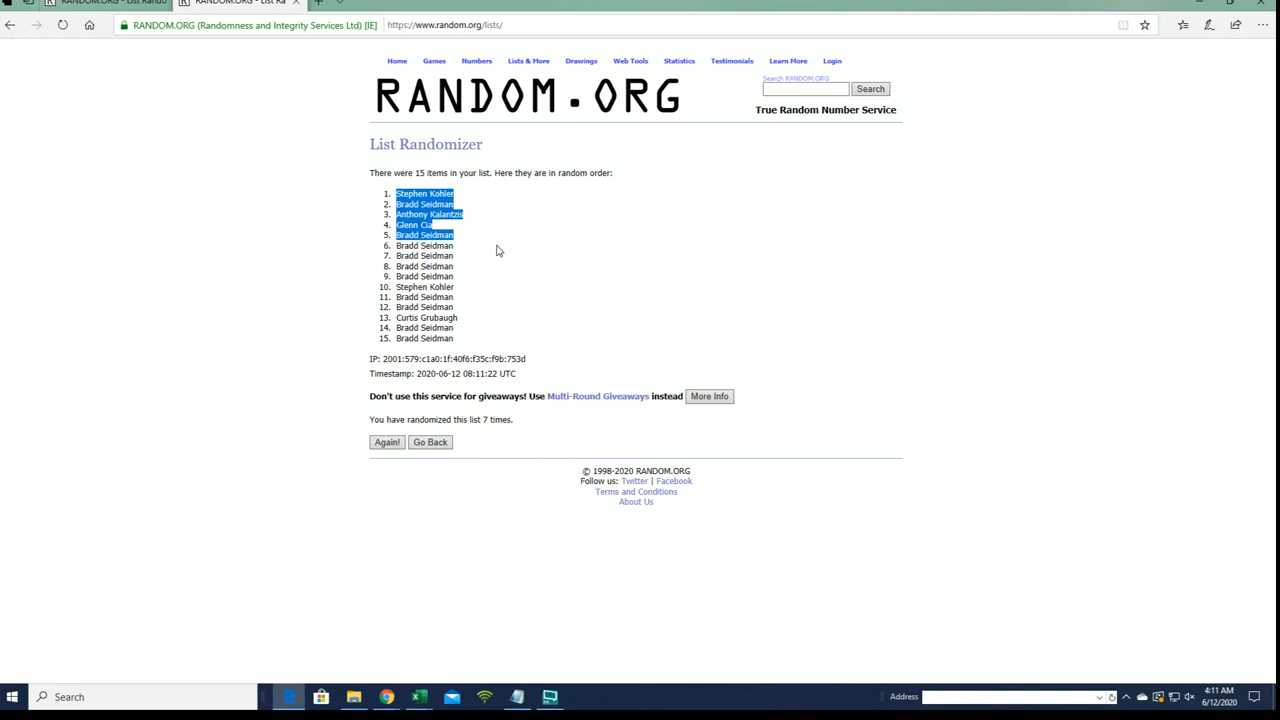 RANDOM.ORG - List Rando
RANDOM.ORG - List Ra
RANDOM.ORG (Randomness and Integrity Services Ltd) [IE]
https://www.random.org/lists/
Home Games Numbers Lists & More Drawings Web Tools Statistics Testimonials Learn More Login
RANDOM.ORG
Search RANDOM.ORG
Search
True Random Number Service
List Randomizer
There were 15 items in your list. Here they are in random order:
1. Stephen Kohler
2. Bradd Seidman
3. Anthony Kalantzis
4. Glenn Cia
5. Bradd Seidman
6. Bradd Seidman
7. Bradd Seidman
8. Bradd Seidman
9. Bradd Seidman
10. Stephen Kohler
11. Bradd Seidman
12. Bradd Seidman
13. Curtis Grubaugh
14. Bradd Seidman
15. Bradd Seidman
IP: 2001:579:c1a0:1f:40f6:f35c:f9b:753d
Timestamp: 2020-06-12 08:11:22 UTC
Don't use this service for giveaways! Use Multi-Round Giveaways instead More Info
You have randomized this list 7 times.
Again! Go Back
© 1998-2020 RANDOM.ORG
Follow us: Twitter | Facebook
Terms and Conditions
About Us
Search
Address
4:11 AM
6/12/2020